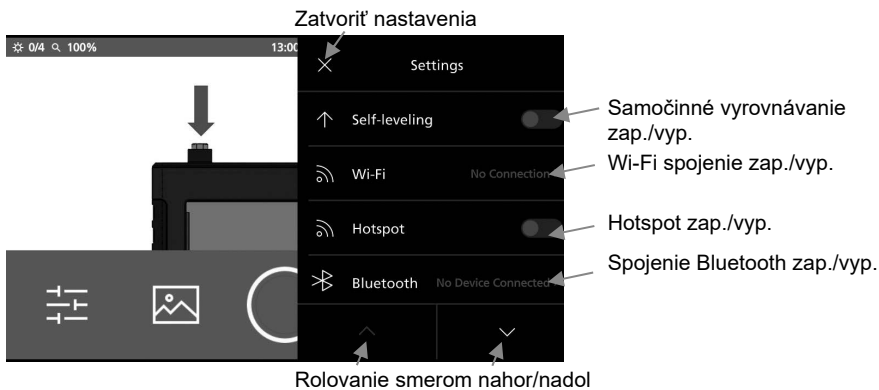 Zatvoriť nastavenia
0/4 100% 13:00
Settings
Self-leveling
Samočinné vyrovnávanie
zap./vyp.
Wi-Fi No Connection
Wi-Fi spojenie zap./vyp.
Hotspot
Hotspot zap./vyp.
Bluetooth No Device Connected
Spojenie Bluetooth zap./vyp.
Rolovanie smerom nahor/nadol